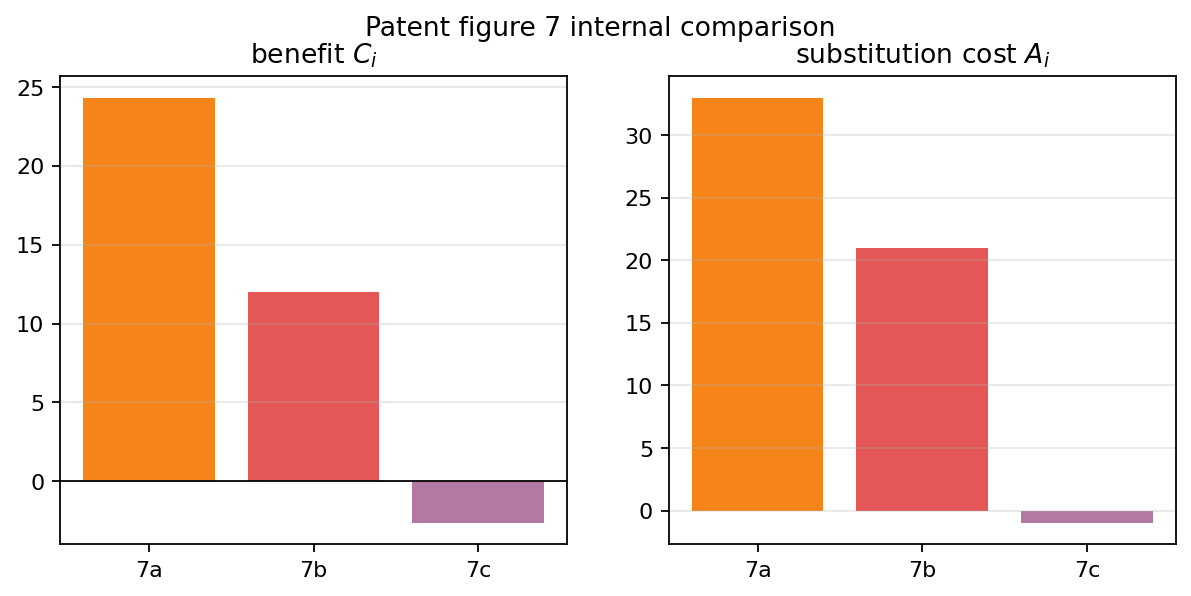 Patent figure 7 internal comparison
benefit $C_i$
25
20
15
10
5
0
7a
7b
7c
substitution cost $A_i$
30
25
20
15
10
5
0
7a
7b
7c